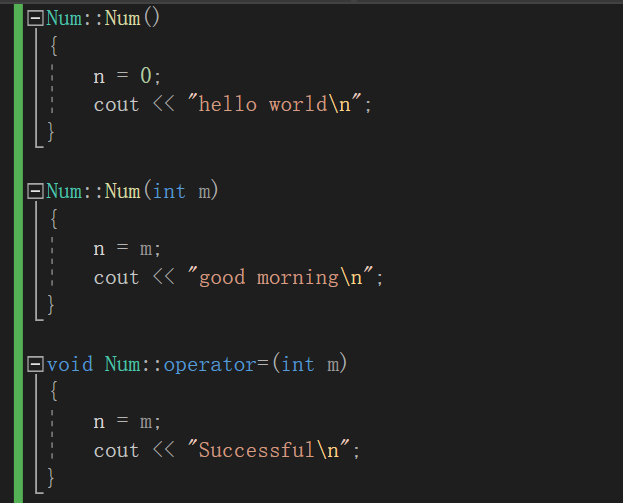 Num::Num()
{
n = 0;
cout << "hello world\n";
}
Num::Num(int m)
{
n = m;
cout << "good morning\n";
}
void Num::operator=(int m)
{
n = m;
cout << "Successful\n";
}